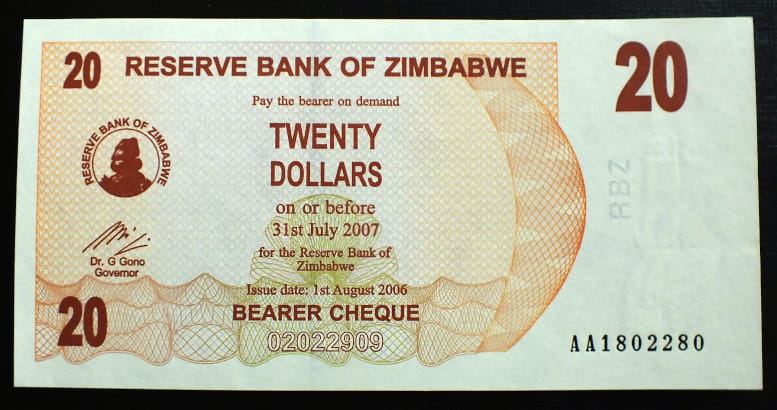 20
RESERVE BANK OF ZIMBABWE
20
Pay the bearer on demand
TWENTY
DOLLARS
RESERVE BANK OF ZIMBABWE
on or before
31st July 2007
RBZ
for the Reserve Bank of
Zimbabwe
Dr. G Gono
Governor
Issue date: 1st August 2006
20
BEARER CHEQUE
02022909
AA1802280